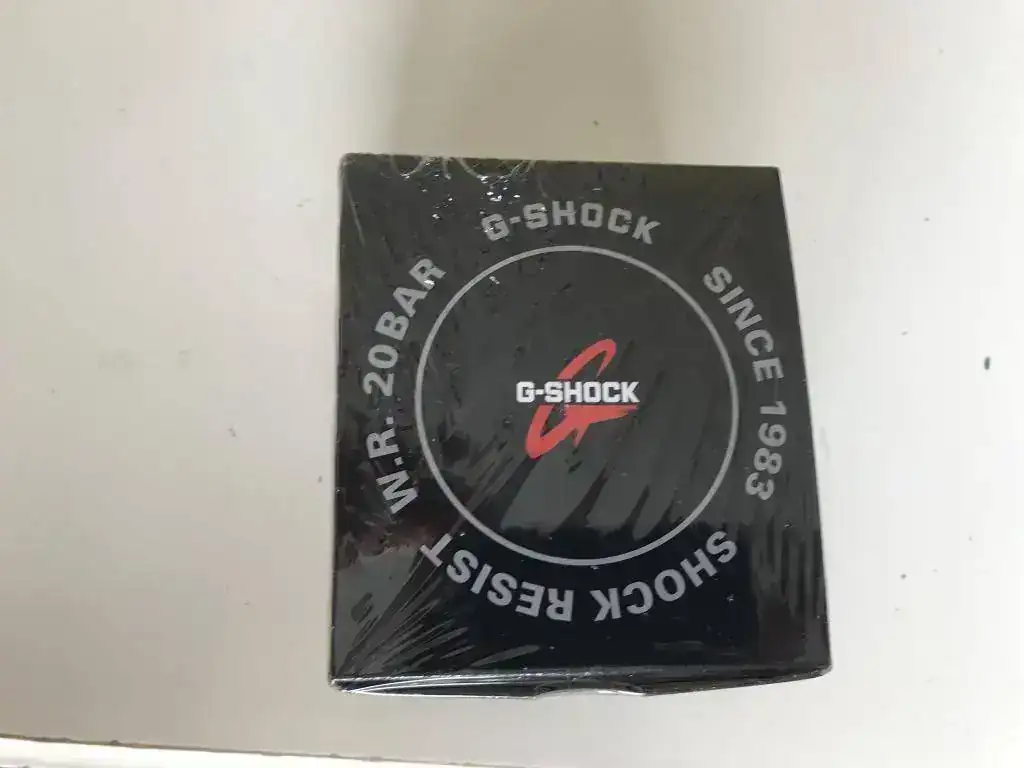 G-SHOCK
SINCE 1983
SHOCK RESIST
W.R. 20BAR
G-SHOCK